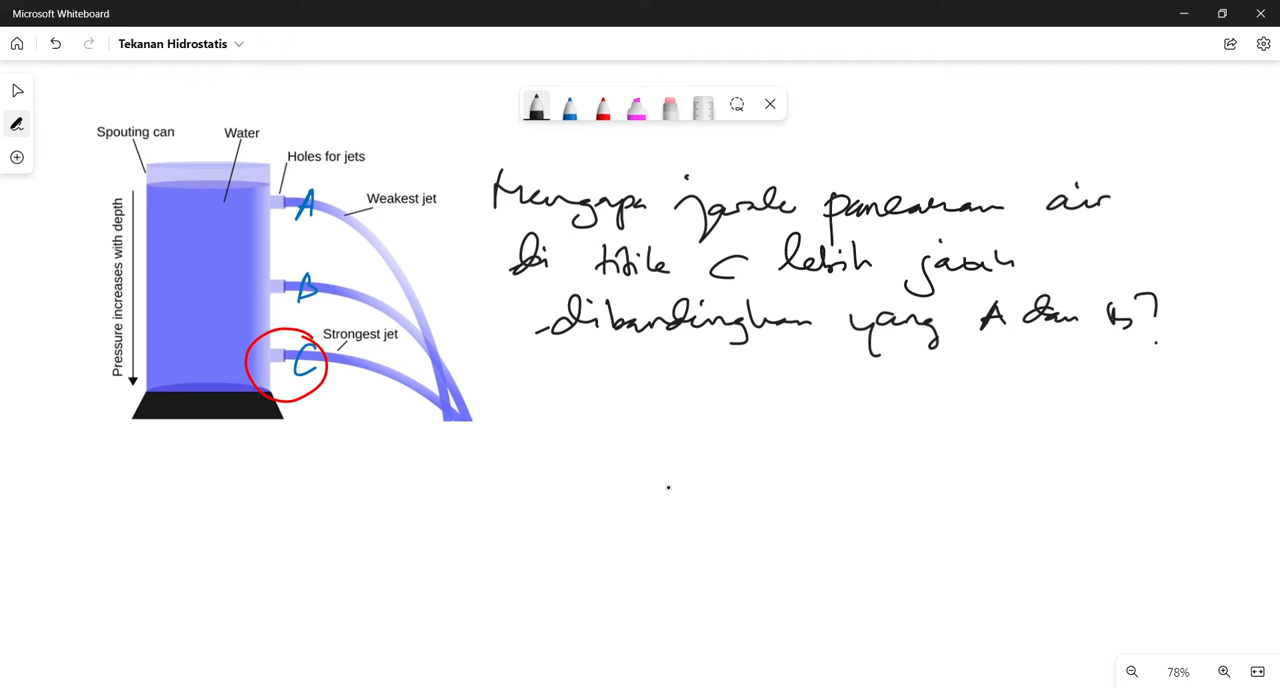 Microsoft Whiteboard
Tekanan Hidrostatis
Spouting can
Water
Holes for jets
A
Weakest jet
B
Strongest jet
C
Pressure increases with depth
Mengapa jarak pancaran air
di titik C lebih jauh
dibandingkan yang A dan B?
78%